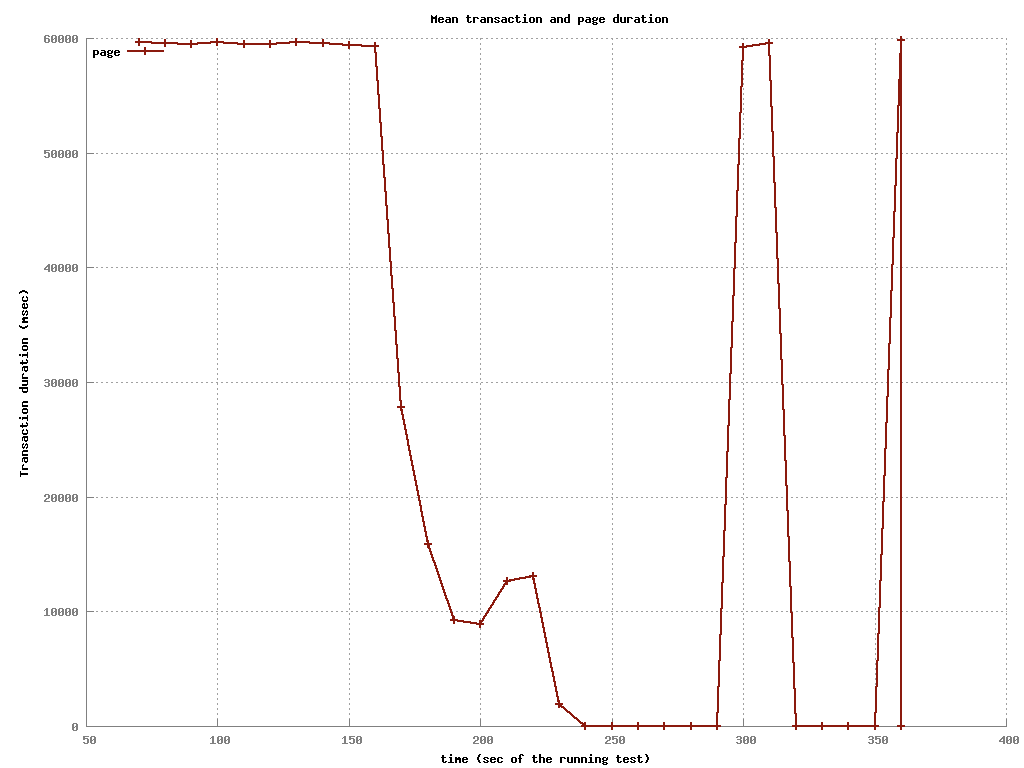 Mean transaction and page duration
60000
page
50000
40000
30000
20000
10000
0
Transaction duration (msec)
50 100 150 200 250 300 350 400
time (sec of the running test)